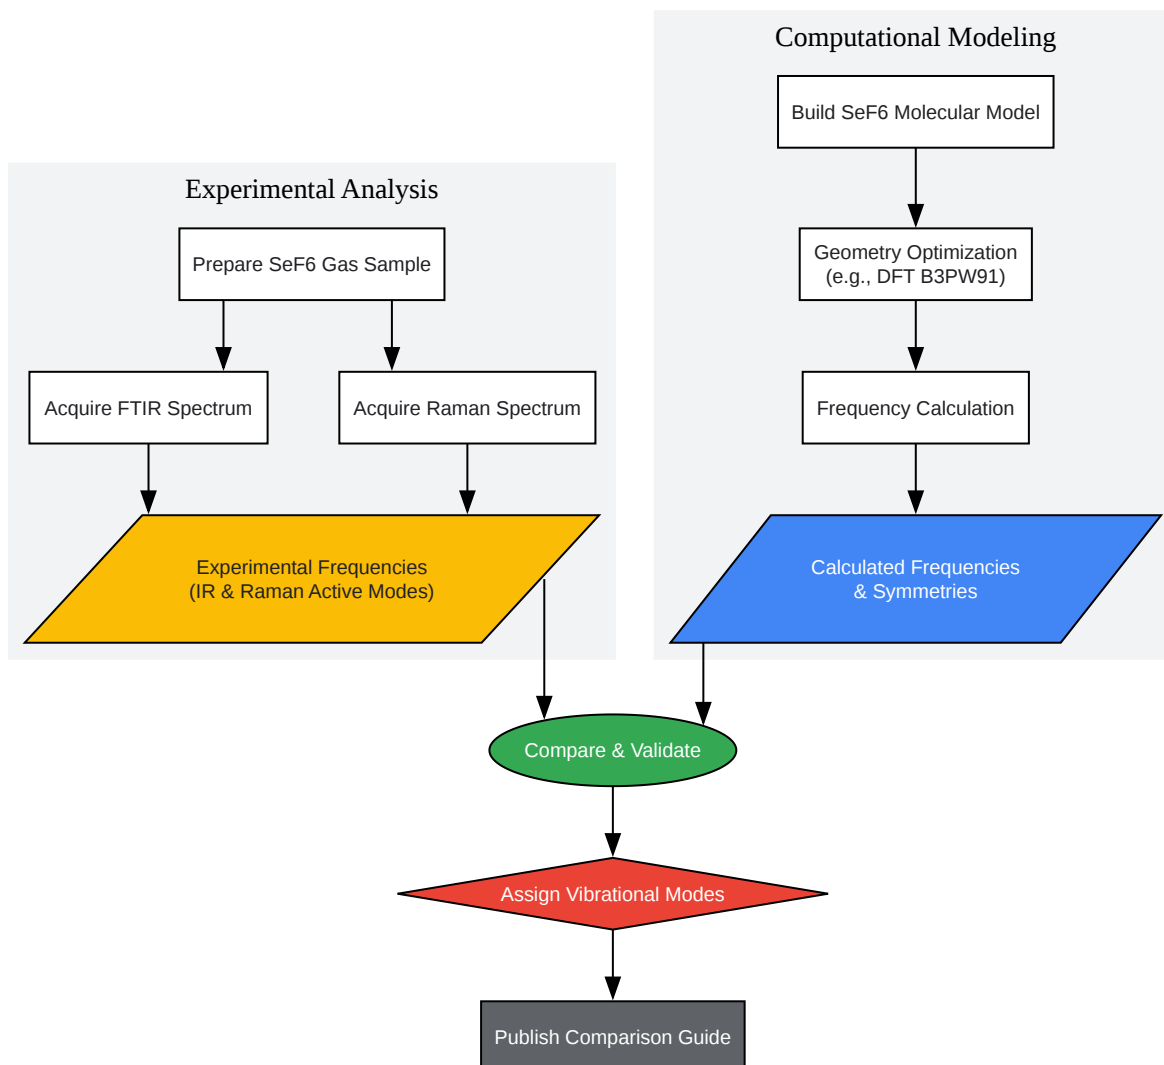 Computational Modeling
Build SeF6 Molecular Model
Geometry Optimization
(e.g., DFT B3PW91)
Frequency Calculation
Calculated Frequencies
& Symmetries
Experimental Analysis
Prepare SeF6 Gas Sample
Acquire FTIR Spectrum
Acquire Raman Spectrum
Experimental Frequencies
(IR & Raman Active Modes)
Compare & Validate
Assign Vibrational Modes
Publish Comparison Guide